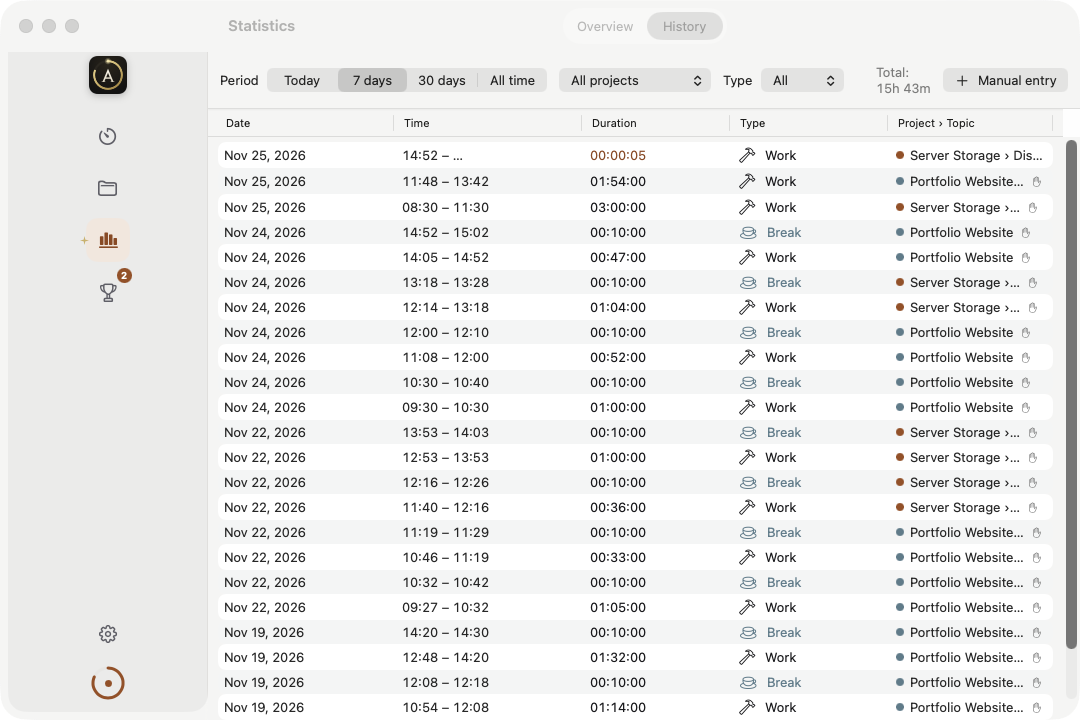 Statistics
Overview History
Period Today 7 days 30 days All time All projects Type All Total: 15h 43m + Manual entry
A
2
Date Time Duration Type Project › Topic
Nov 25, 2026 14:52 – ... 00:00:05 Work Server Storage › Dis...
Nov 25, 2026 11:48 – 13:42 01:54:00 Work Portfolio Website...
Nov 25, 2026 08:30 – 11:30 03:00:00 Work Server Storage ›...
Nov 24, 2026 14:52 – 15:02 00:10:00 Break Portfolio Website
Nov 24, 2026 14:05 – 14:52 00:47:00 Work Portfolio Website
Nov 24, 2026 13:18 – 13:28 00:10:00 Break Server Storage ›...
Nov 24, 2026 12:14 – 13:18 01:04:00 Work Server Storage ›...
Nov 24, 2026 12:00 – 12:10 00:10:00 Break Portfolio Website
Nov 24, 2026 11:08 – 12:00 00:52:00 Work Portfolio Website
Nov 24, 2026 10:30 – 10:40 00:10:00 Break Portfolio Website
Nov 24, 2026 09:30 – 10:30 01:00:00 Work Portfolio Website
Nov 22, 2026 13:53 – 14:03 00:10:00 Break Server Storage ›...
Nov 22, 2026 12:53 – 13:53 01:00:00 Work Server Storage ›...
Nov 22, 2026 12:16 – 12:26 00:10:00 Break Server Storage ›...
Nov 22, 2026 11:40 – 12:16 00:36:00 Work Server Storage ›...
Nov 22, 2026 11:19 – 11:29 00:10:00 Break Portfolio Website...
Nov 22, 2026 10:46 – 11:19 00:33:00 Work Portfolio Website...
Nov 22, 2026 10:32 – 10:42 00:10:00 Break Portfolio Website...
Nov 22, 2026 09:27 – 10:32 01:05:00 Work Portfolio Website...
Nov 19, 2026 14:20 – 14:30 00:10:00 Break Portfolio Website...
Nov 19, 2026 12:48 – 14:20 01:32:00 Work Portfolio Website...
Nov 19, 2026 12:08 – 12:18 00:10:00 Break Portfolio Website...
Nov 19, 2026 10:54 – 12:08 01:14:00 Work Portfolio Website...